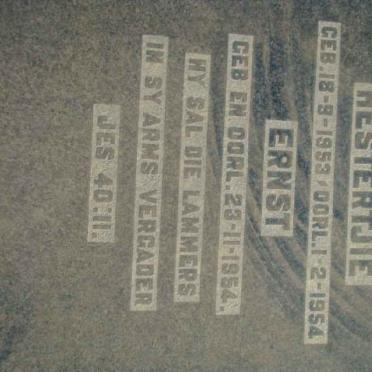 HESTERTJIE
GEB. 18-9-1953, OORL. 1-2-1954
ERNST
GEB EN OORL. 23-11-1954.
HY SAL DIE LAMMERS
IN SY ARMS VERGADER
JES 40:11.